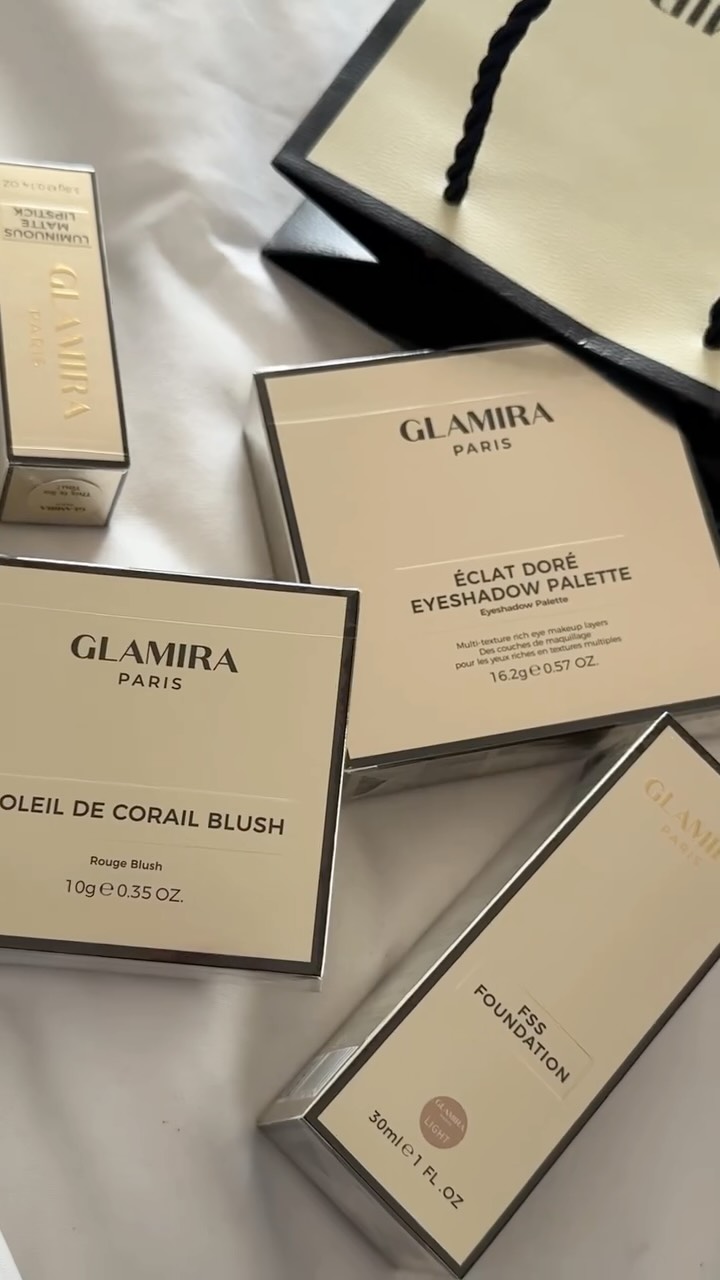 LUMINUOUS
MATTE
LIPSTICK
GLAMIRA
PARIS
GLAMIRA
PARIS
ÉCLAT DORÉ
EYESHADOW PALETTE
Eyeshadow Palette
Multi-texture rich eye makeup layers
Des couches de maquillage
pour les yeux riches en textures multiples
16.2g℮0.57 OZ.
GLAMIRA
PARIS
OLEIL DE CORAIL BLUSH
Rouge Blush
10g℮0.35 OZ.
GLAMI
PARIS
FSS
FOUNDATION
GLAMIRA
LIGHT
30ml℮1 FL.OZ